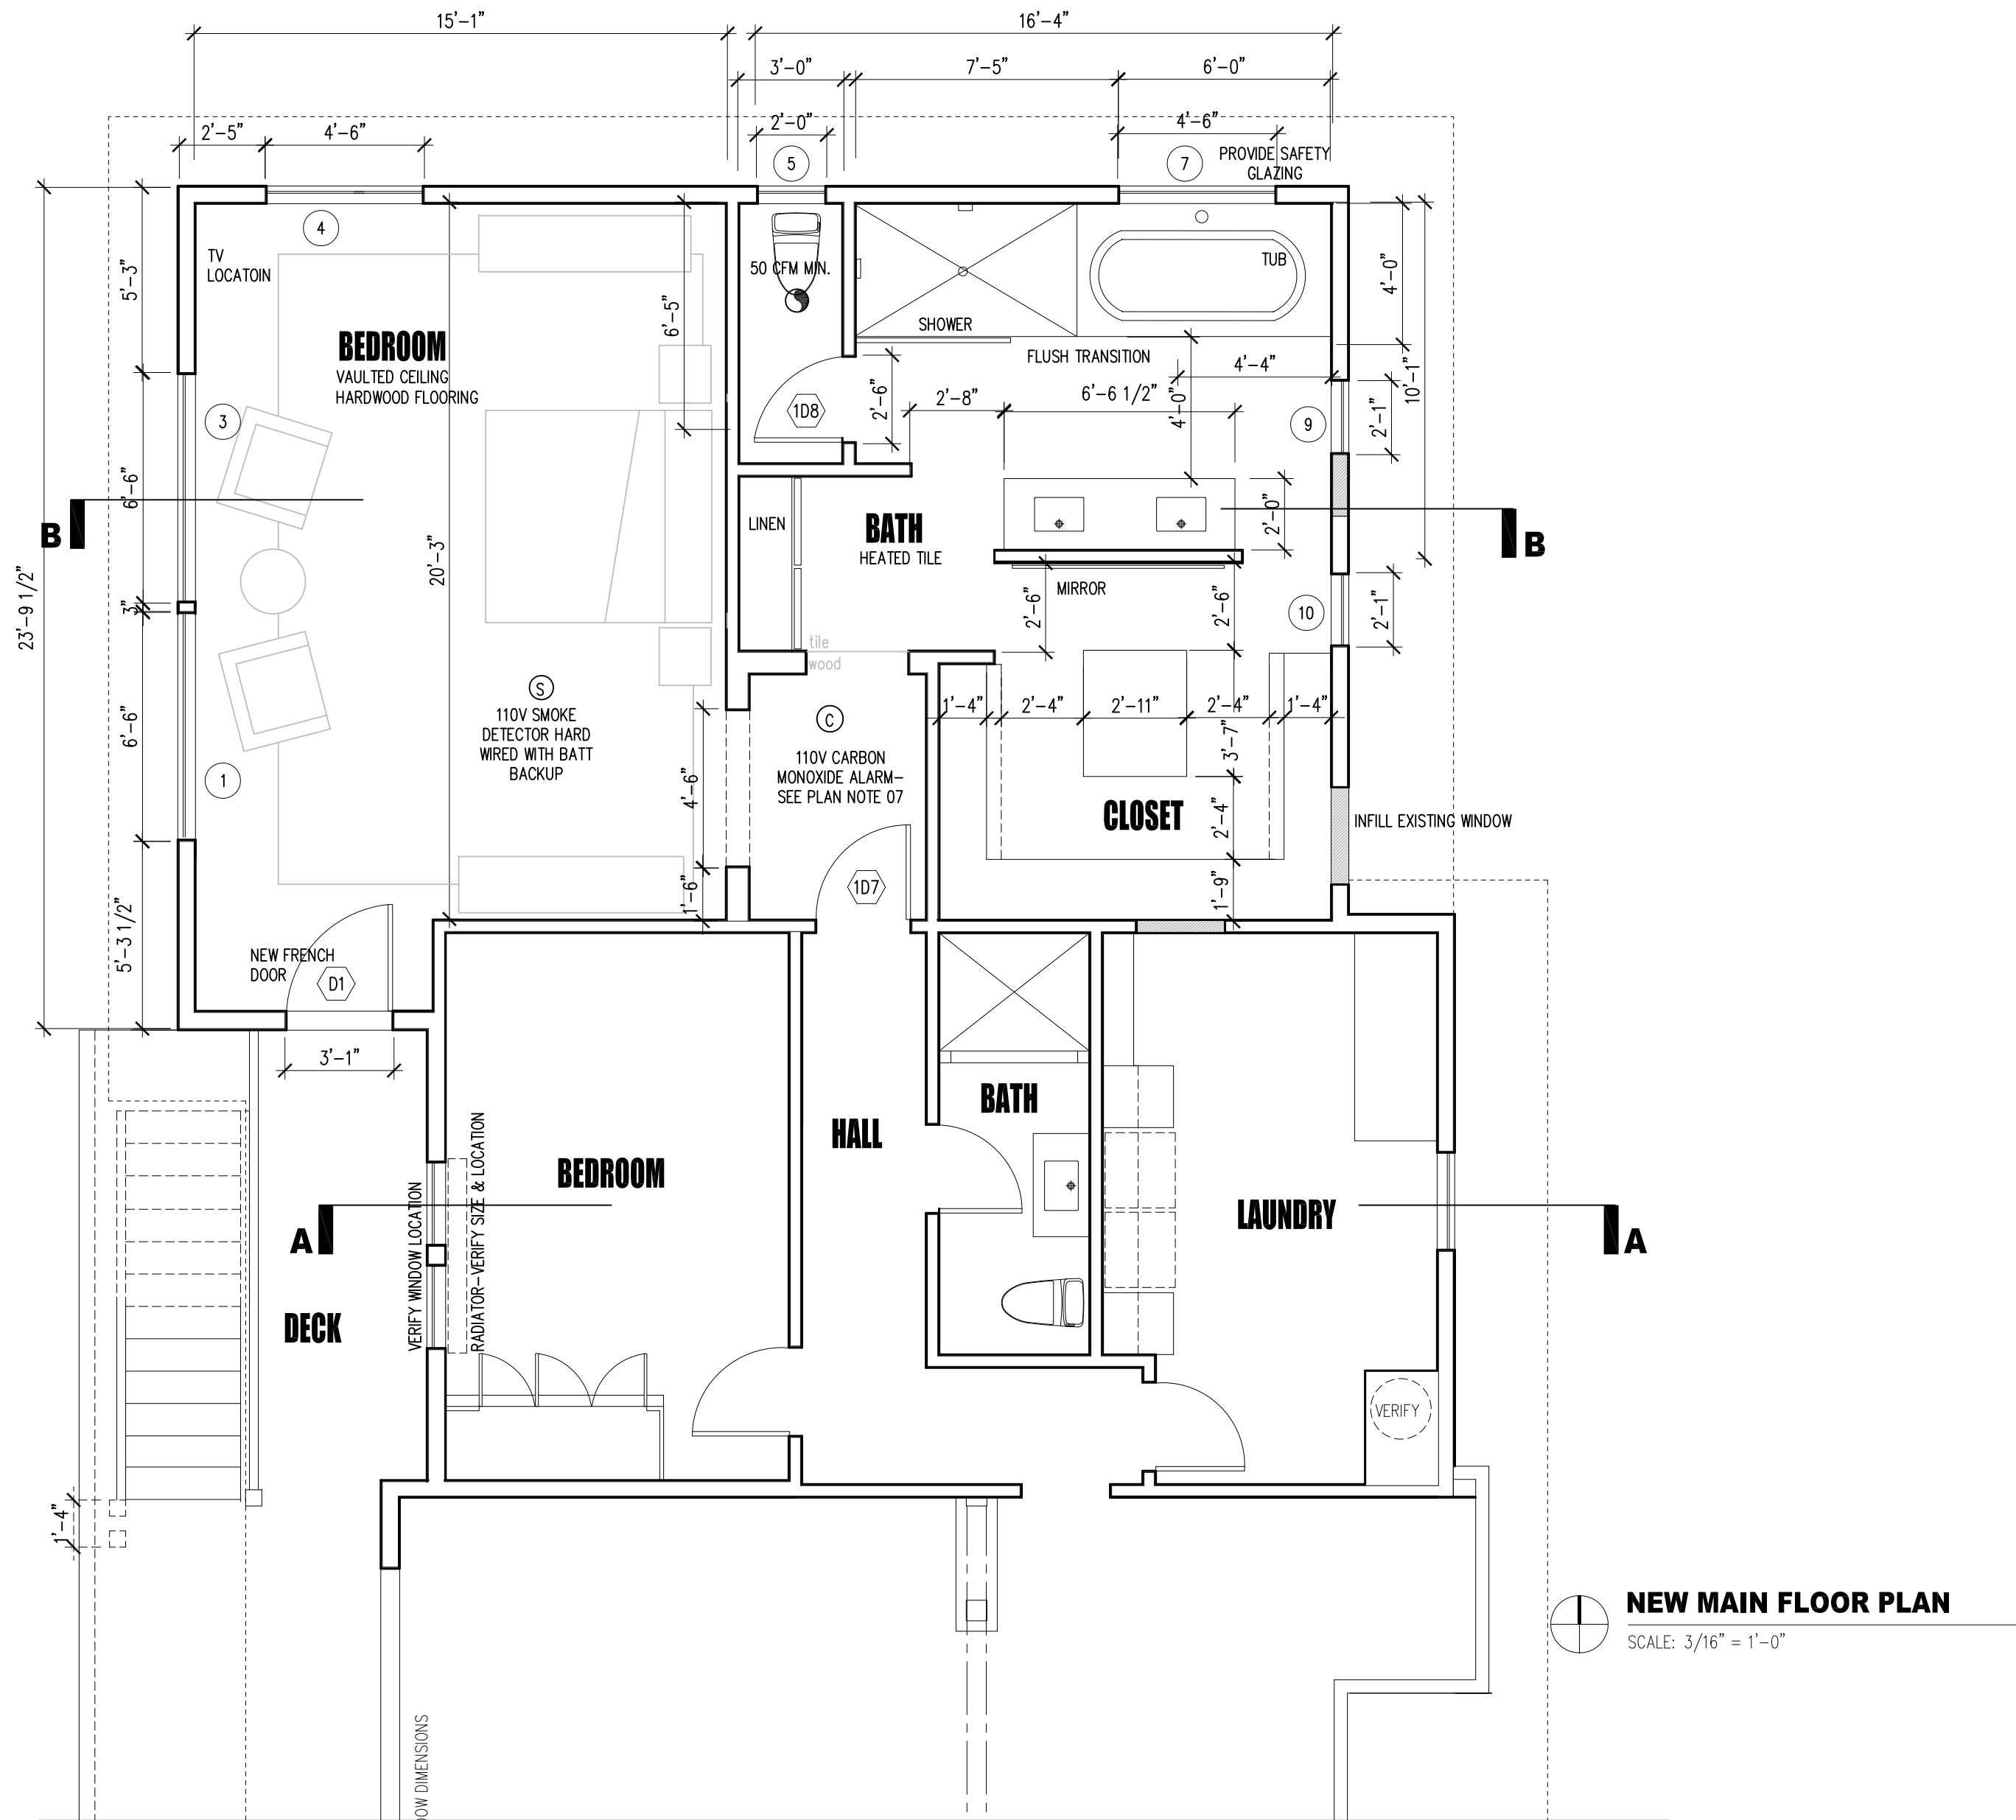 15'-1"
16'-4"
3'-0"
7'-5"
6'-0"
2'-5"
4'-6"
2'-0"
4'-6"
5
7
PROVIDE SAFETY
GLAZING
4
TV
LOCATOIN
50 CFM MIN.
TUB
5'-3"
6'-5"
4'-0"
SHOWER
BEDROOM
VAULTED CEILING
HARDWOOD FLOORING
FLUSH TRANSITION
4'-4"
10'-1"
3
1D8
2'-6"
2'-8"
6'-6 1/2"
4'-0"
9
2'-1"
6'-6"
B
LINEN
BATH
HEATED TILE
2'-0"
B
23'-9 1/2"
20'-3"
3"
MIRROR
2'-6"
2'-6"
10
2'-1"
tile
wood
S
110V SMOKE
DETECTOR HARD
WIRED WITH BATT
BACKUP
C
110V CARBON
MONOXIDE ALARM-
SEE PLAN NOTE 07
1'-4"
2'-4"
2'-11"
2'-4"
1'-4"
6'-6"
1
4'-6"
3'-7"
CLOSET
2'-4"
INFILL EXISTING WINDOW
1'-6"
1D7
1'-9"
5'-3 1/2"
NEW FRENCH
DOOR
D1
3'-1"
BATH
HALL
BEDROOM
VERIFY WINDOW LOCATION
RADIATOR-VERIFY SIZE & LOCATION
A
LAUNDRY
A
DECK
VERIFY
1'-4"
NEW MAIN FLOOR PLAN
SCALE: 3/16" = 1'-0"
DIMENSIONS